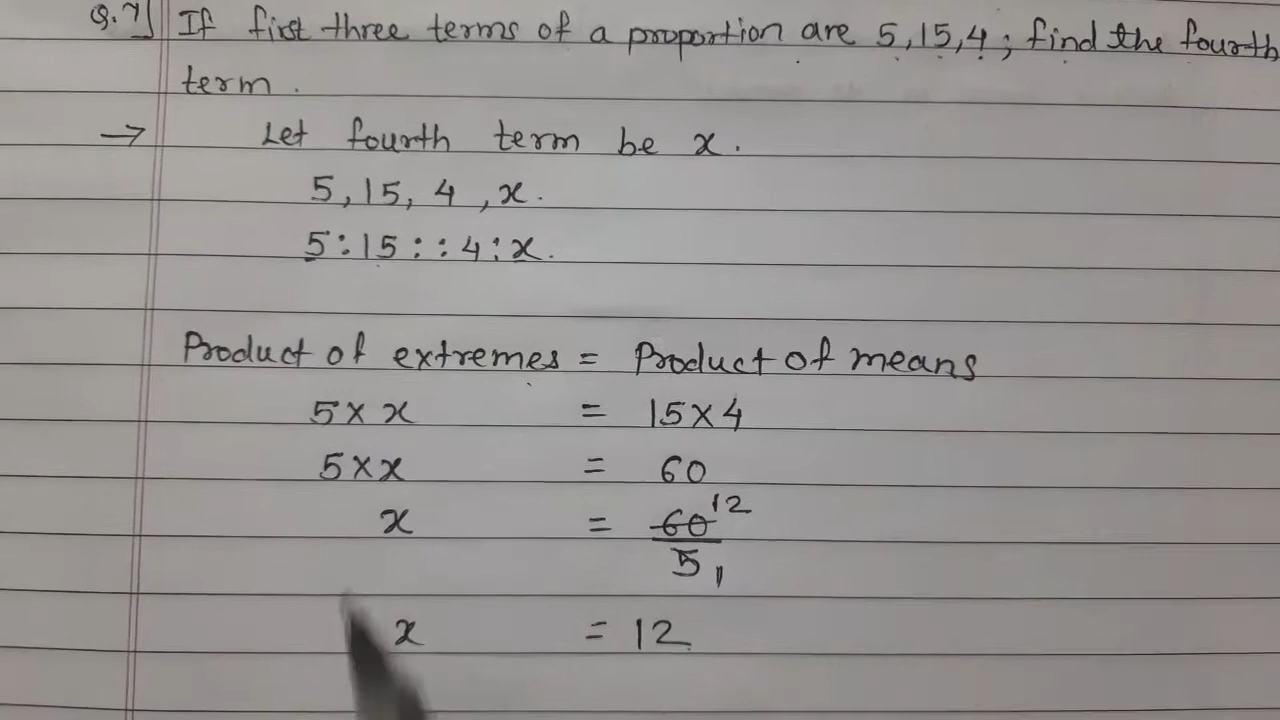 Q.7] If first three terms of a proportion are 5,15,4; find the fourth
term.
→ Let fourth term be x.
5,15, 4 ,x.
5:15::4:x.
Product of extremes = Product of means
5 × x = 15 × 4
5 × x = 60
x = 60/5 12 1
x = 12